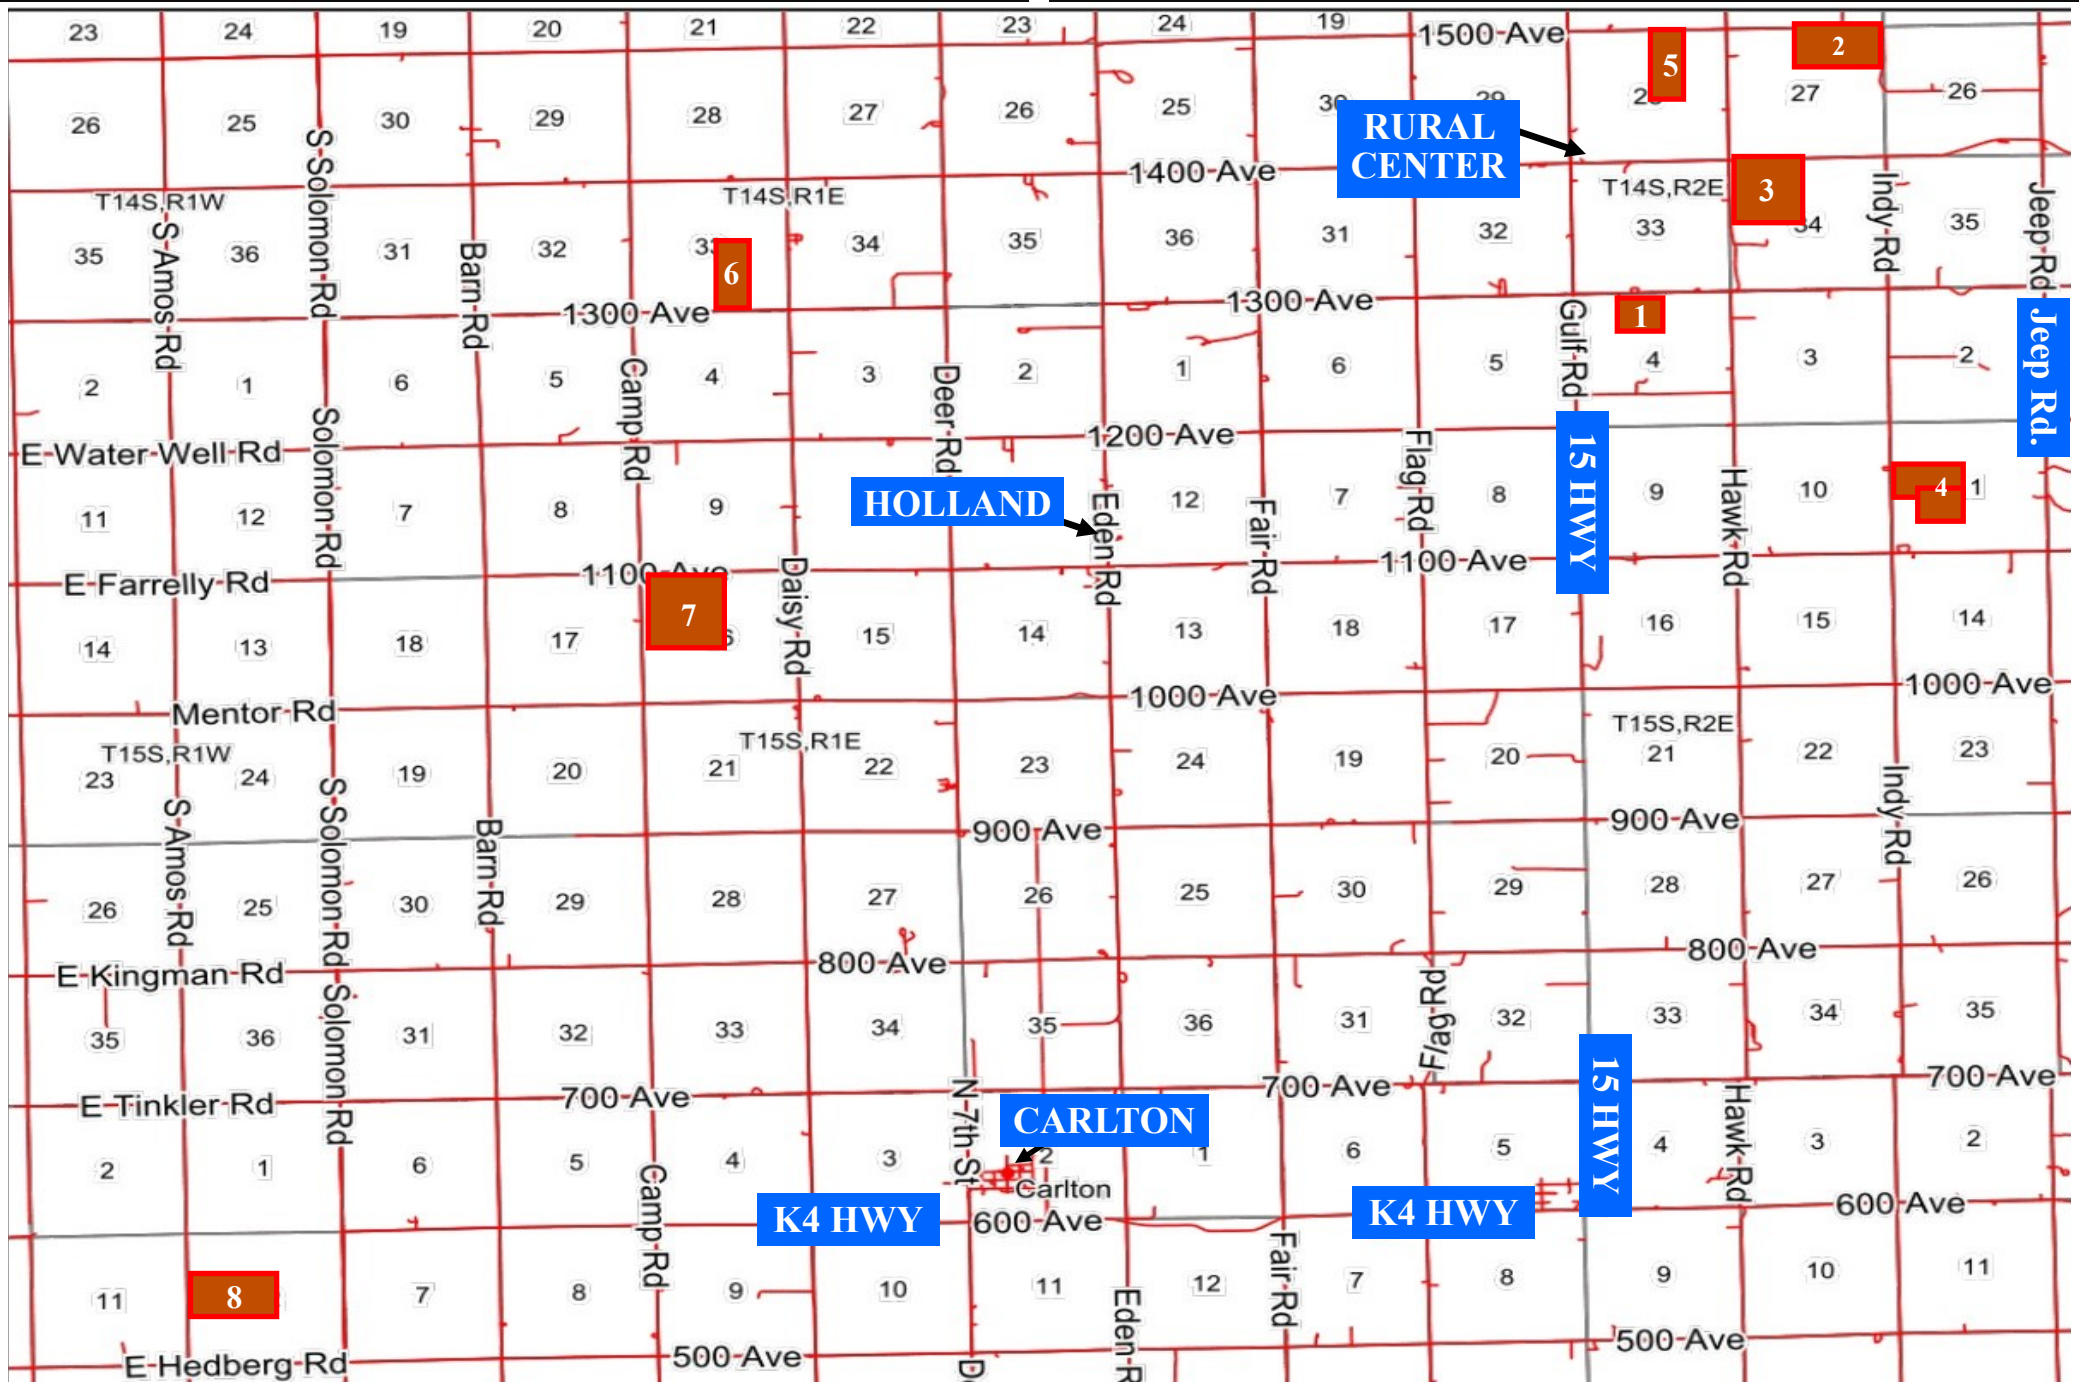 23 24 19 20 21 22 23 24 19 1500 Ave 5 2
26 25 30 29 28 27 26 25 30 29 27 26
RURAL
CENTER
1400 Ave
T14S,R1W T14S,R1E T14S,R2E 3
S Solomon Rd
S Amos Rd
Barn Rd
Indy Rd
Jeep Rd
35 36 31 32 33 6 34 35 36 31 32 33 34 35
1300 Ave 1300 Ave 1
Gulf Rd
Jeep Rd.
2 1 6 5 4 3 2 1 6 5 4 3 2
Camp Rd
Deer Rd
Solomon Rd
E Water Well Rd 1200 Ave
Flag Rd
15 HWY
Hawk Rd
HOLLAND
Eden Rd
Fair Rd
11 12 7 8 9 12 7 8 9 10 4 1
E Farrelly Rd 1100 Ave 1100 Ave
Daisy Rd
14 13 18 17 7 15 14 13 18 17 16 15 14
Mentor Rd 1000 Ave 1000 Ave
T15S,R1W T15S,R1E T15S,R2E
23 24 19 20 21 22 23 24 19 20 21 22 23
S Amos Rd
S Solomon Rd
Barn Rd
Indy Rd
900 Ave 900 Ave
26 25 30 29 28 27 26 25 30 29 28 27 26
E Kingman Rd 800 Ave 800 Ave
Solomon Rd
Flag Rd
35 36 31 32 33 34 35 36 31 32 33 34 35
E Tinkler Rd 700 Ave 700 Ave 700 Ave
N 7th St
15 HWY
Hawk Rd
CARLTON
2 1 6 5 4 3 2 1 6 5 4 3 2
Carlton
Camp Rd
K4 HWY 600 Ave K4 HWY 600 Ave
Fair Rd
Eden R
11 8 7 8 9 10 11 12 7 8 9 10 11
E Hedberg Rd 500 Ave 500 Ave